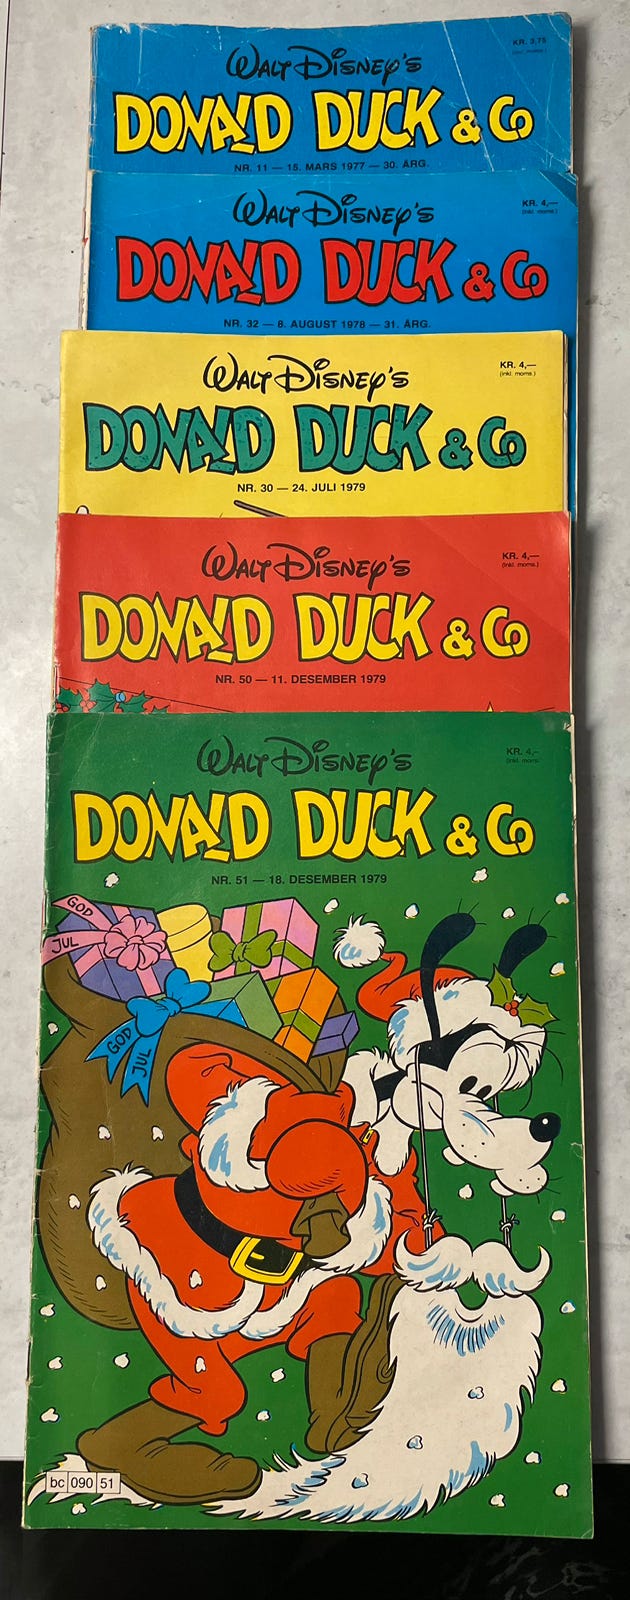 WALT DISNEY'S
KR. 3,75
(inkl. moms.)
DONALD DUCK & Co
NR. 11 — 15. MARS 1977 — 30. ÅRG.
WALT DISNEY'S
KR. 4,—
(inkl. moms.)
DONALD DUCK & Co
NR. 32 — 8. AUGUST 1978 — 31. ÅRG.
WALT DISNEY'S
KR. 4,—
(inkl. moms.)
DONALD DUCK & Co
NR. 30 — 24. JULI 1979
WALT DISNEY'S
KR. 4,—
(inkl. moms.)
DONALD DUCK & Co
NR. 50 — 11. DESEMBER 1979
WALT DISNEY'S
KR. 4,-
(inkl. moms.
DONALD DUCK & Co
NR. 51 — 18. DESEMBER 1979
GOD
JUL
GOD
JUL
bc 090 51